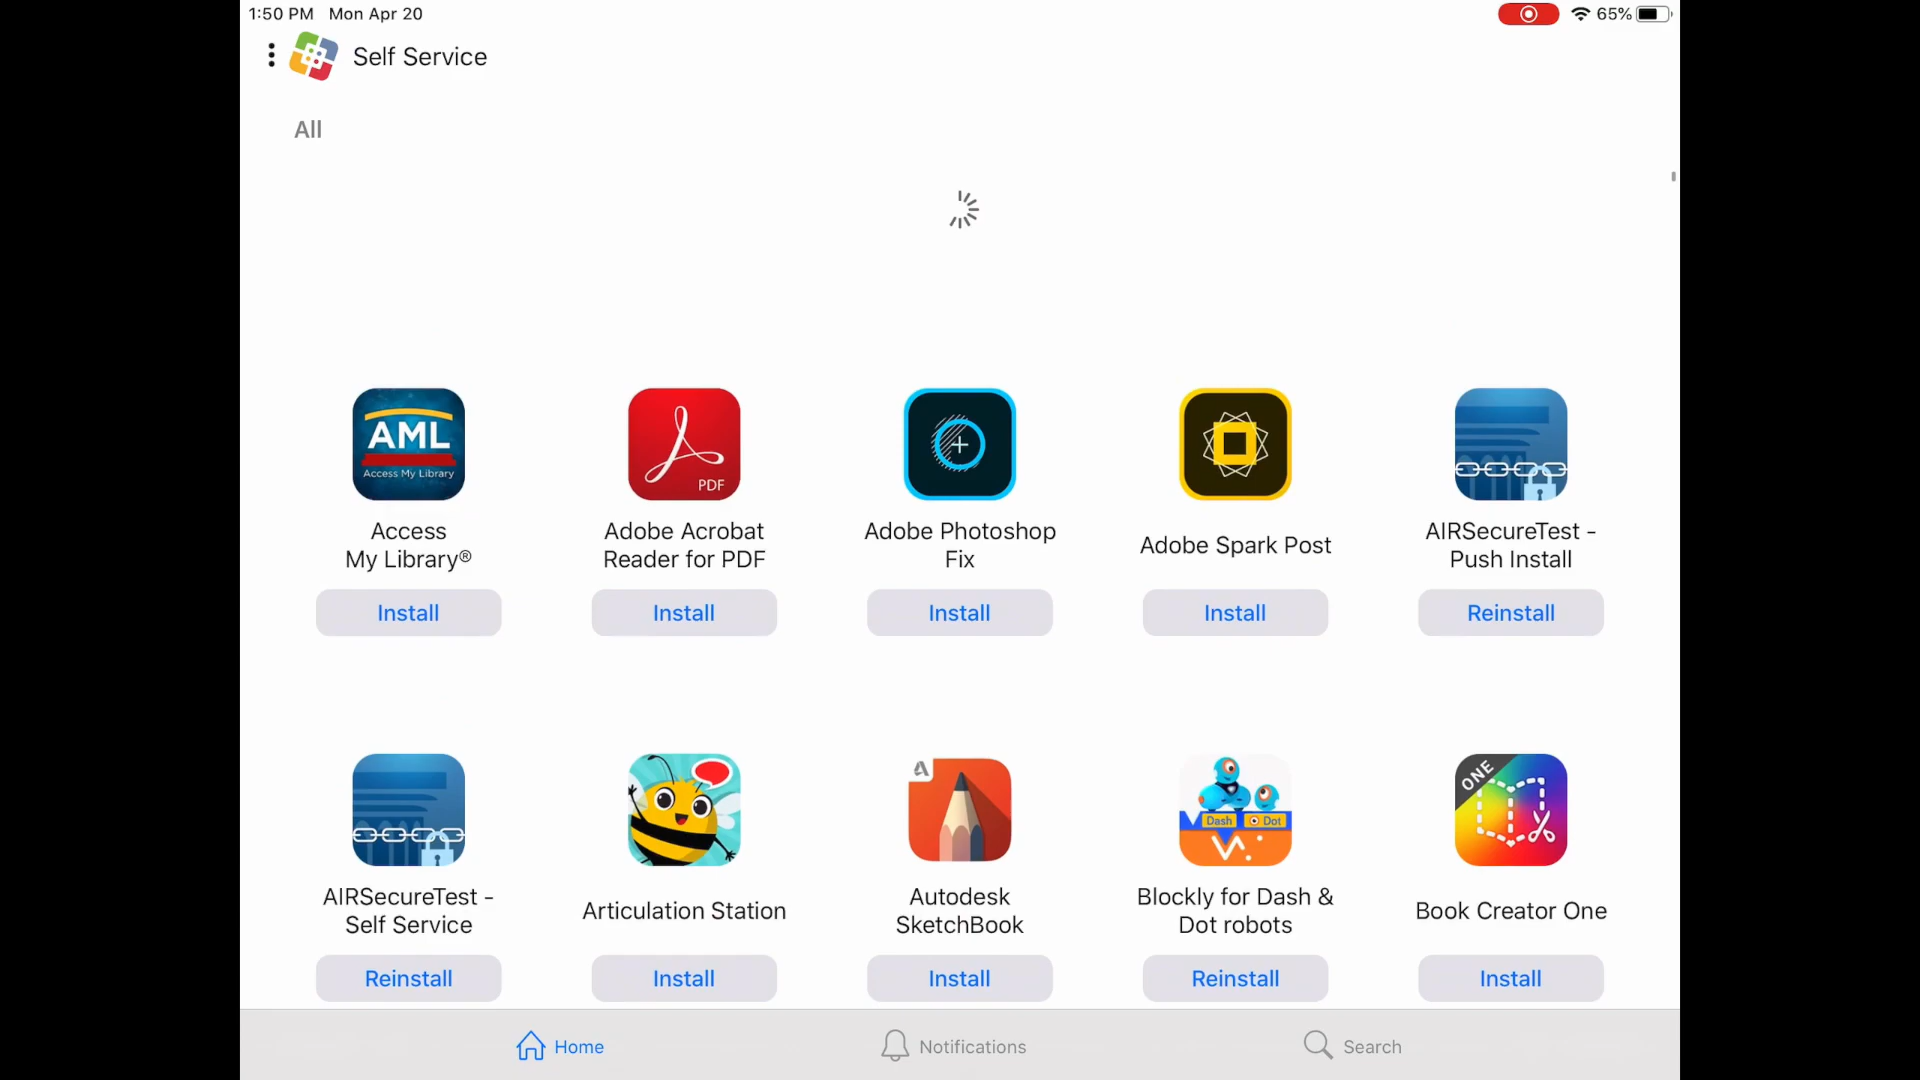 1:50 PM Mon Apr 20
65%
Self Service
All
AML
Access My Library
PDF
Access
My Library®
Adobe Acrobat
Reader for PDF
Adobe Photoshop
Fix
Adobe Spark Post
AIRSecureTest -
Push Install
Install
Install
Install
Install
Reinstall
Dash
Dot
ONE
AIRSecureTest -
Self Service
Articulation Station
Autodesk
SketchBook
Blockly for Dash &
Dot robots
Book Creator One
Reinstall
Install
Install
Reinstall
Install
Home
Notifications
Search